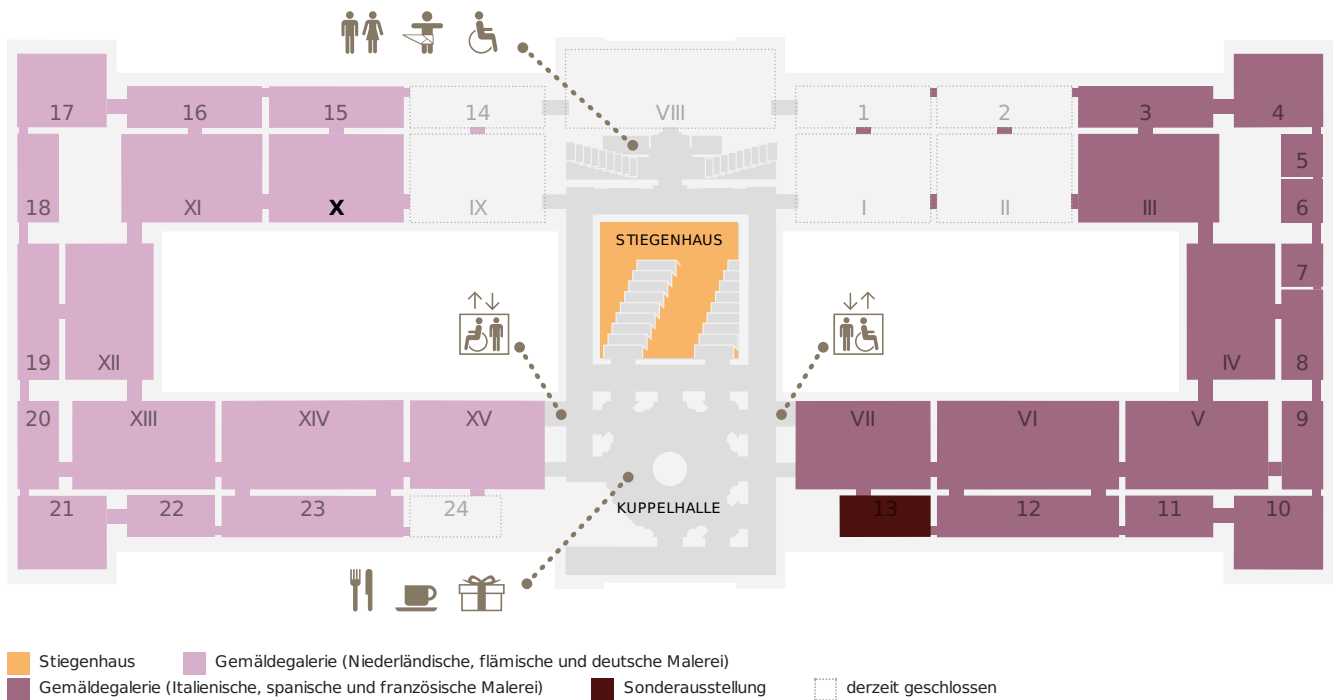 17 16 15 14 VIII 1 2 3 4
5
18 XI X IX I II III 6
STIEGENHAUS
7
19 XII IV 8
20 XIII XIV XV VII VI V 9
21 22 23 24 KUPPELHALLE 13 12 11 10
Stiegenhaus Gemäldegalerie (Niederländische, flämische und deutsche Malerei)
Gemäldegalerie (Italienische, spanische und französische Malerei) Sonderausstellung derzeit geschlossen